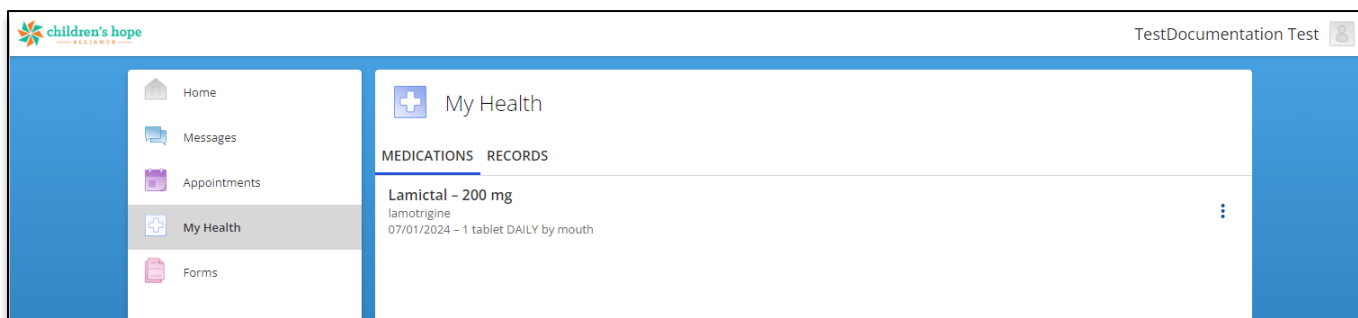 children's hope
ALLIANCE
TestDocumentation Test
Home
Messages
Appointments
My Health
Forms
My Health
MEDICATIONS RECORDS
Lamictal – 200 mg
lamotrigine
07/01/2024 – 1 tablet DAILY by mouth